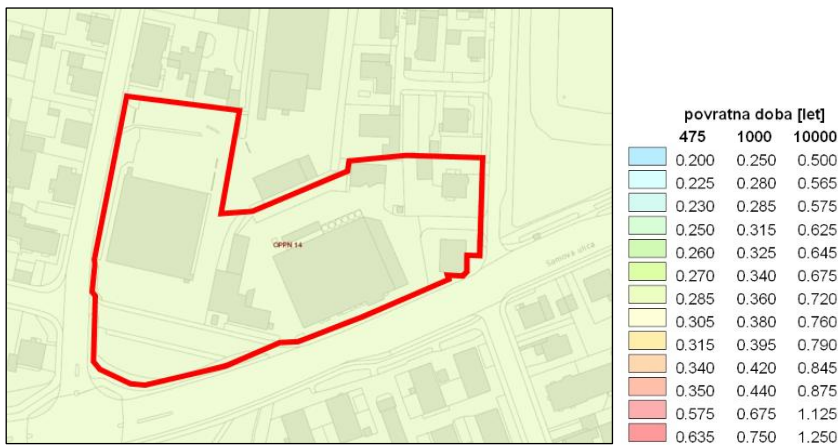 OPPN 14
Samova ulica
povratna doba [let]
475 1000 10000
0.200 0.250 0.500
0.225 0.280 0.565
0.230 0.285 0.575
0.250 0.315 0.625
0.260 0.325 0.645
0.270 0.340 0.675
0.285 0.360 0.720
0.305 0.380 0.760
0.315 0.395 0.790
0.340 0.420 0.845
0.350 0.440 0.875
0.575 0.675 1.125
0.635 0.750 1.250